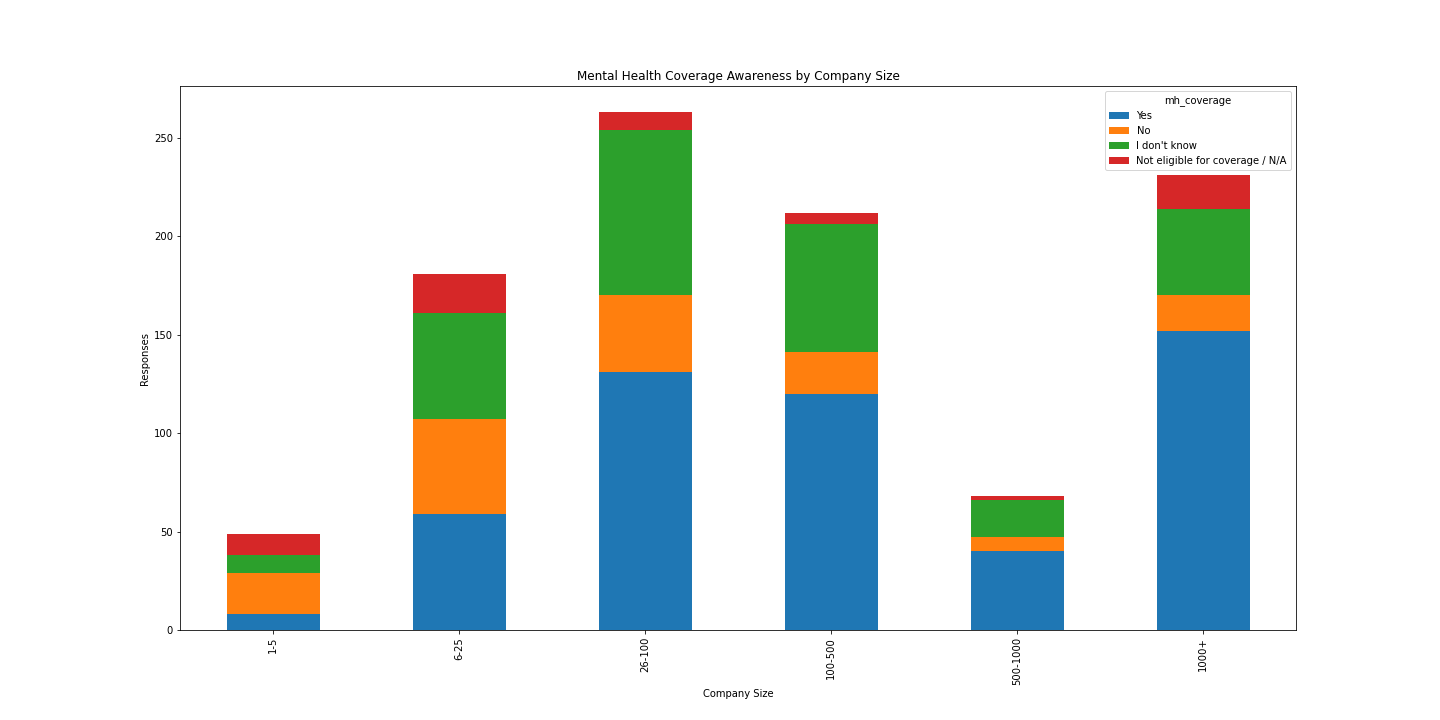 Mental Health Coverage Awareness by Company Size
mh_coverage
Yes
No
I don't know
Not eligible for coverage / N/A
Responses
250
200
150
100
50
0
1-5
6-25
26-100
100-500
500-1000
1000+
Company Size